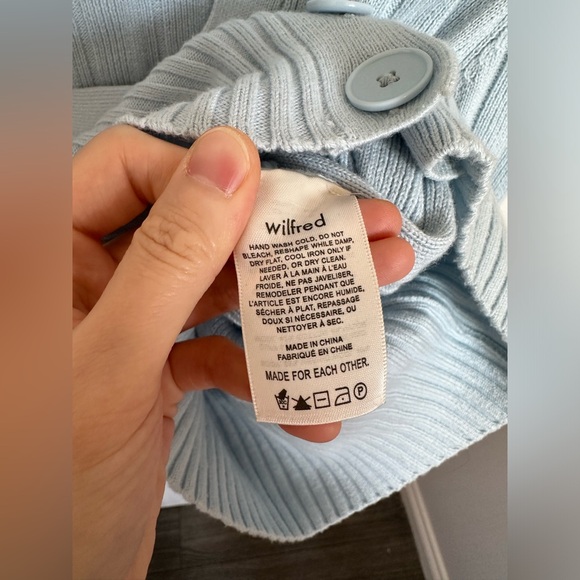 Wilfred
HAND WASH COLD, DO NOT
BLEACH, RESHAPE WHILE DAMP,
DRY FLAT, COOL IRON ONLY IF
NEEDED, OR DRY CLEAN.
LAVER À LA MAIN À L'EAU
FROIDE, NE PAS JAVELISER,
REMODELER PENDANT QUE
L'ARTICLE EST ENCORE HUMIDE,
SÉCHER À PLAT, REPASSAGE
DOUX SI NÉCESSAIRE, OU
NETTOYER À SEC.
MADE IN CHINA
FABRIQUÉ EN CHINE
MADE FOR EACH OTHER.
P